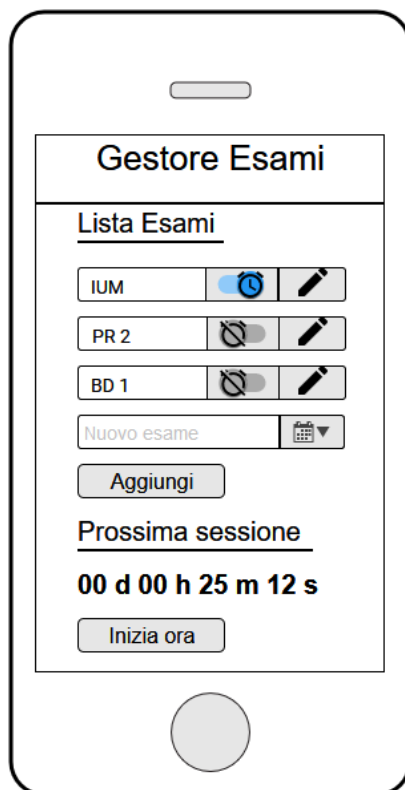 Gestore Esami
Lista Esami
IUM
PR 2
BD 1
Nuovo esame
Aggiungi
Prossima sessione
00 d 00 h 25 m 12 s
Inizia ora